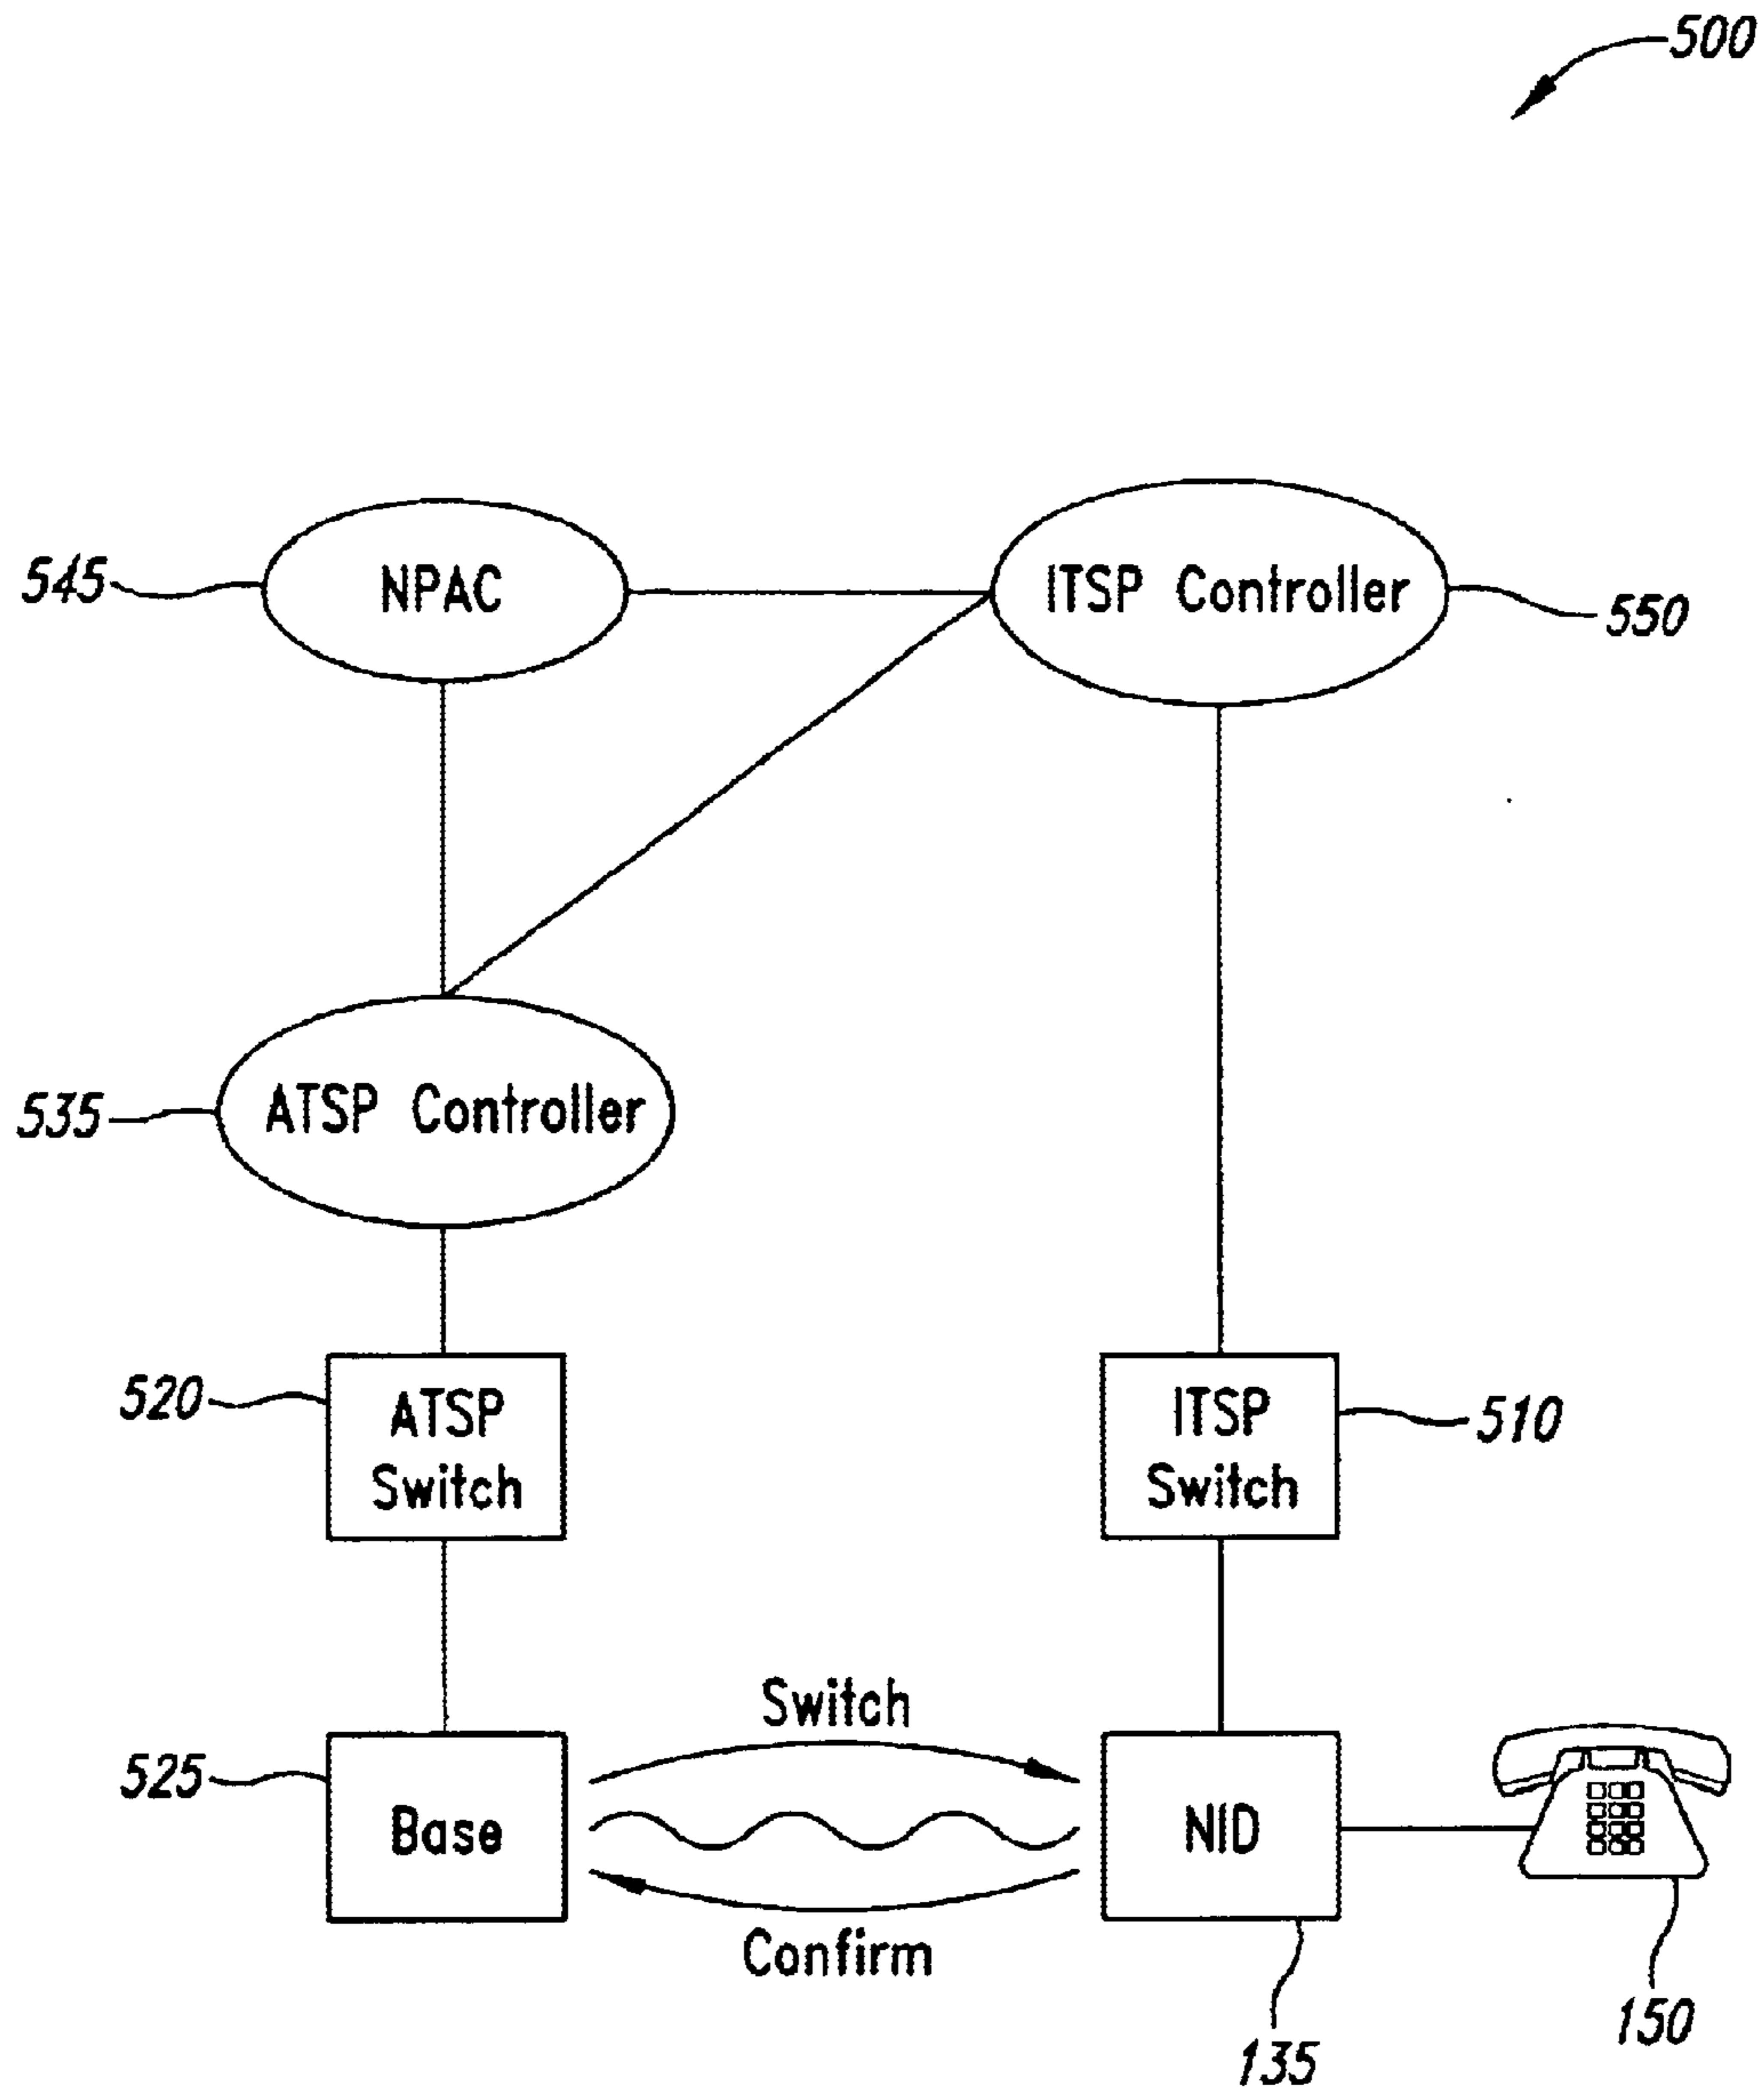 500
NPAC
ITSP Controller
545
550
ATSP Controller
535
520
ATSP
Switch
ITSP
Switch
510
Switch
525
Base
NID
Confirm
150
135